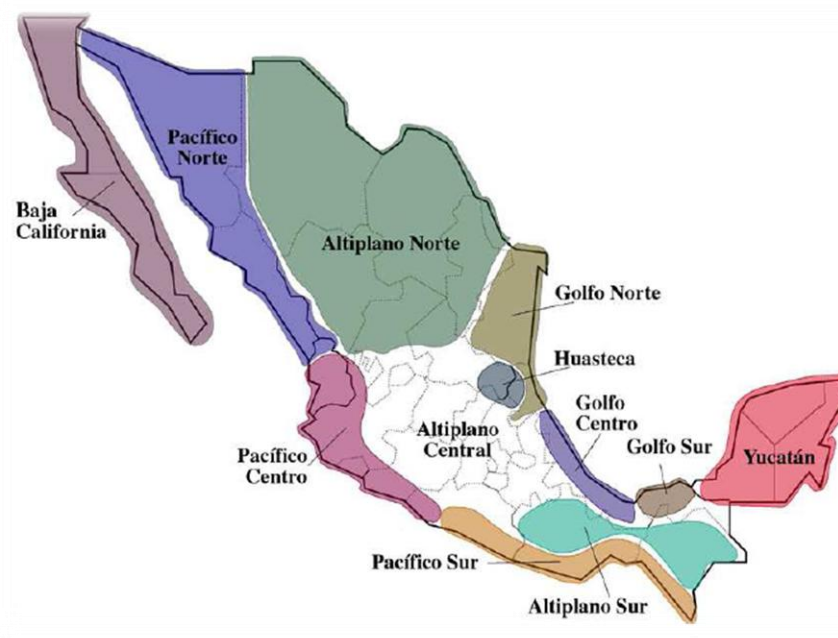 Pacífico
Norte
Baja
California
Altiplano Norte
Golfo Norte
Huasteca
Golfo
Centro
Altiplano
Central
Golfo Sur
Yucatán
Pacífico
Centro
Pacífico Sur
Altiplano Sur